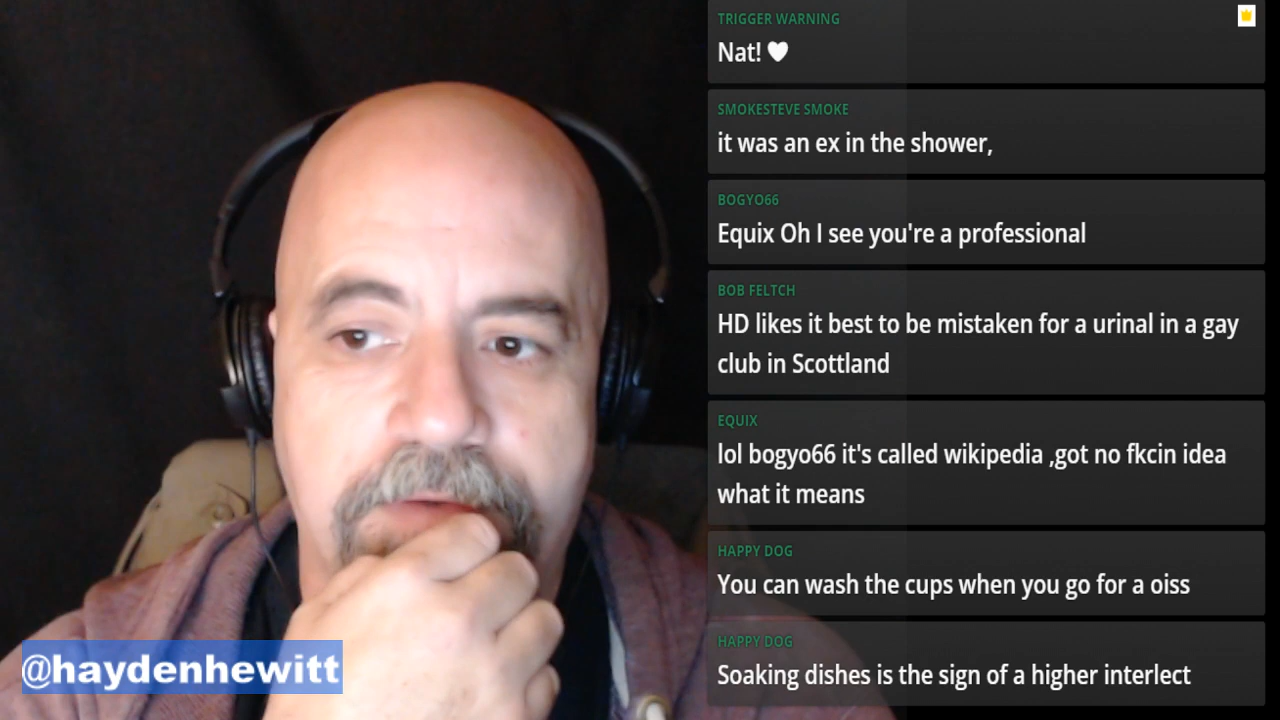 TRIGGER WARNING
Nat! 🤍
SMOKESTEVE SMOKE
it was an ex in the shower,
BOGYO66
Equix Oh I see you're a professional
BOB FELTCH
HD likes it best to be mistaken for a urinal in a gay
club in Scottland
EQUIX
lol bogyo66 it's called wikipedia ,got no fkcin idea
what it means
HAPPY DOG
You can wash the cups when you go for a oiss
HAPPY DOG
Soaking dishes is the sign of a higher interlect
@haydenhewitt